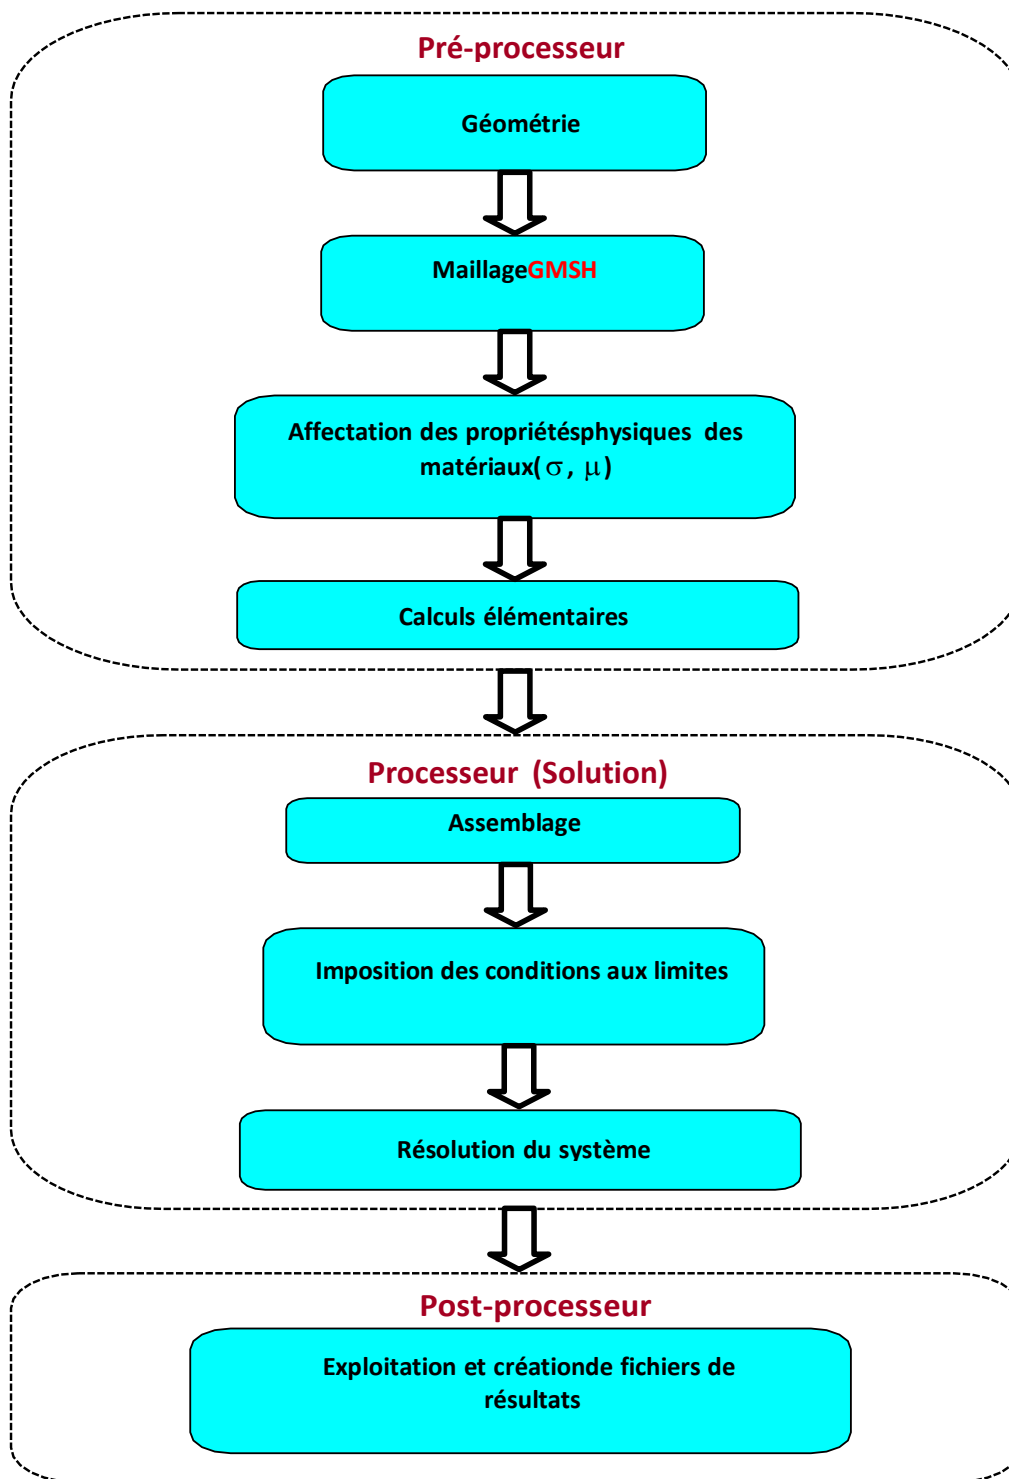 Pré-processeur
Géométrie
MaillageGMSH
Affectation des propriétésphysiques des
matériaux(σ, μ)
Calculs élémentaires
Processeur (Solution)
Assemblage
Imposition des conditions aux limites
Résolution du système
Post-processeur
Exploitation et créationde fichiers de
résultats